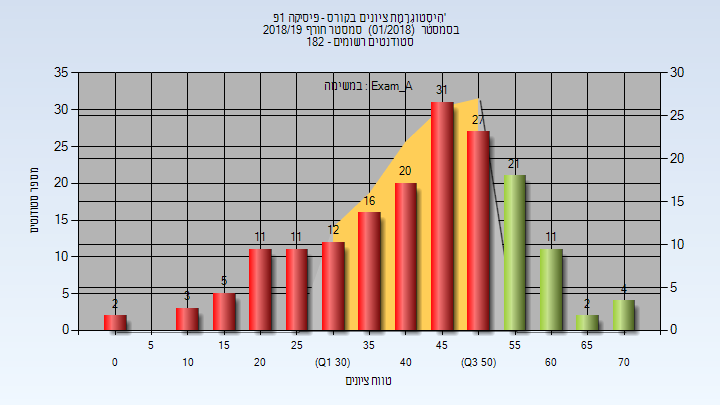 היסטוגרמת ציונים בקורס - פיסיקה 1פ'
בסמסטר (01/2018) סמסטר חורף 2018/19
סטודנטים רשומים - 182
במשימה : Exam_A
35 30 25 20 15 10 5 0
מספר סטודנטים
30 25 20 15 10 5 0
2 3 5 11 11 12 16 20 31 27 21 11 2 4
5 15 25 35 45 55 65
0 10 20 (Q1 30) 40 (Q3 50) 60 70
טווח ציונים